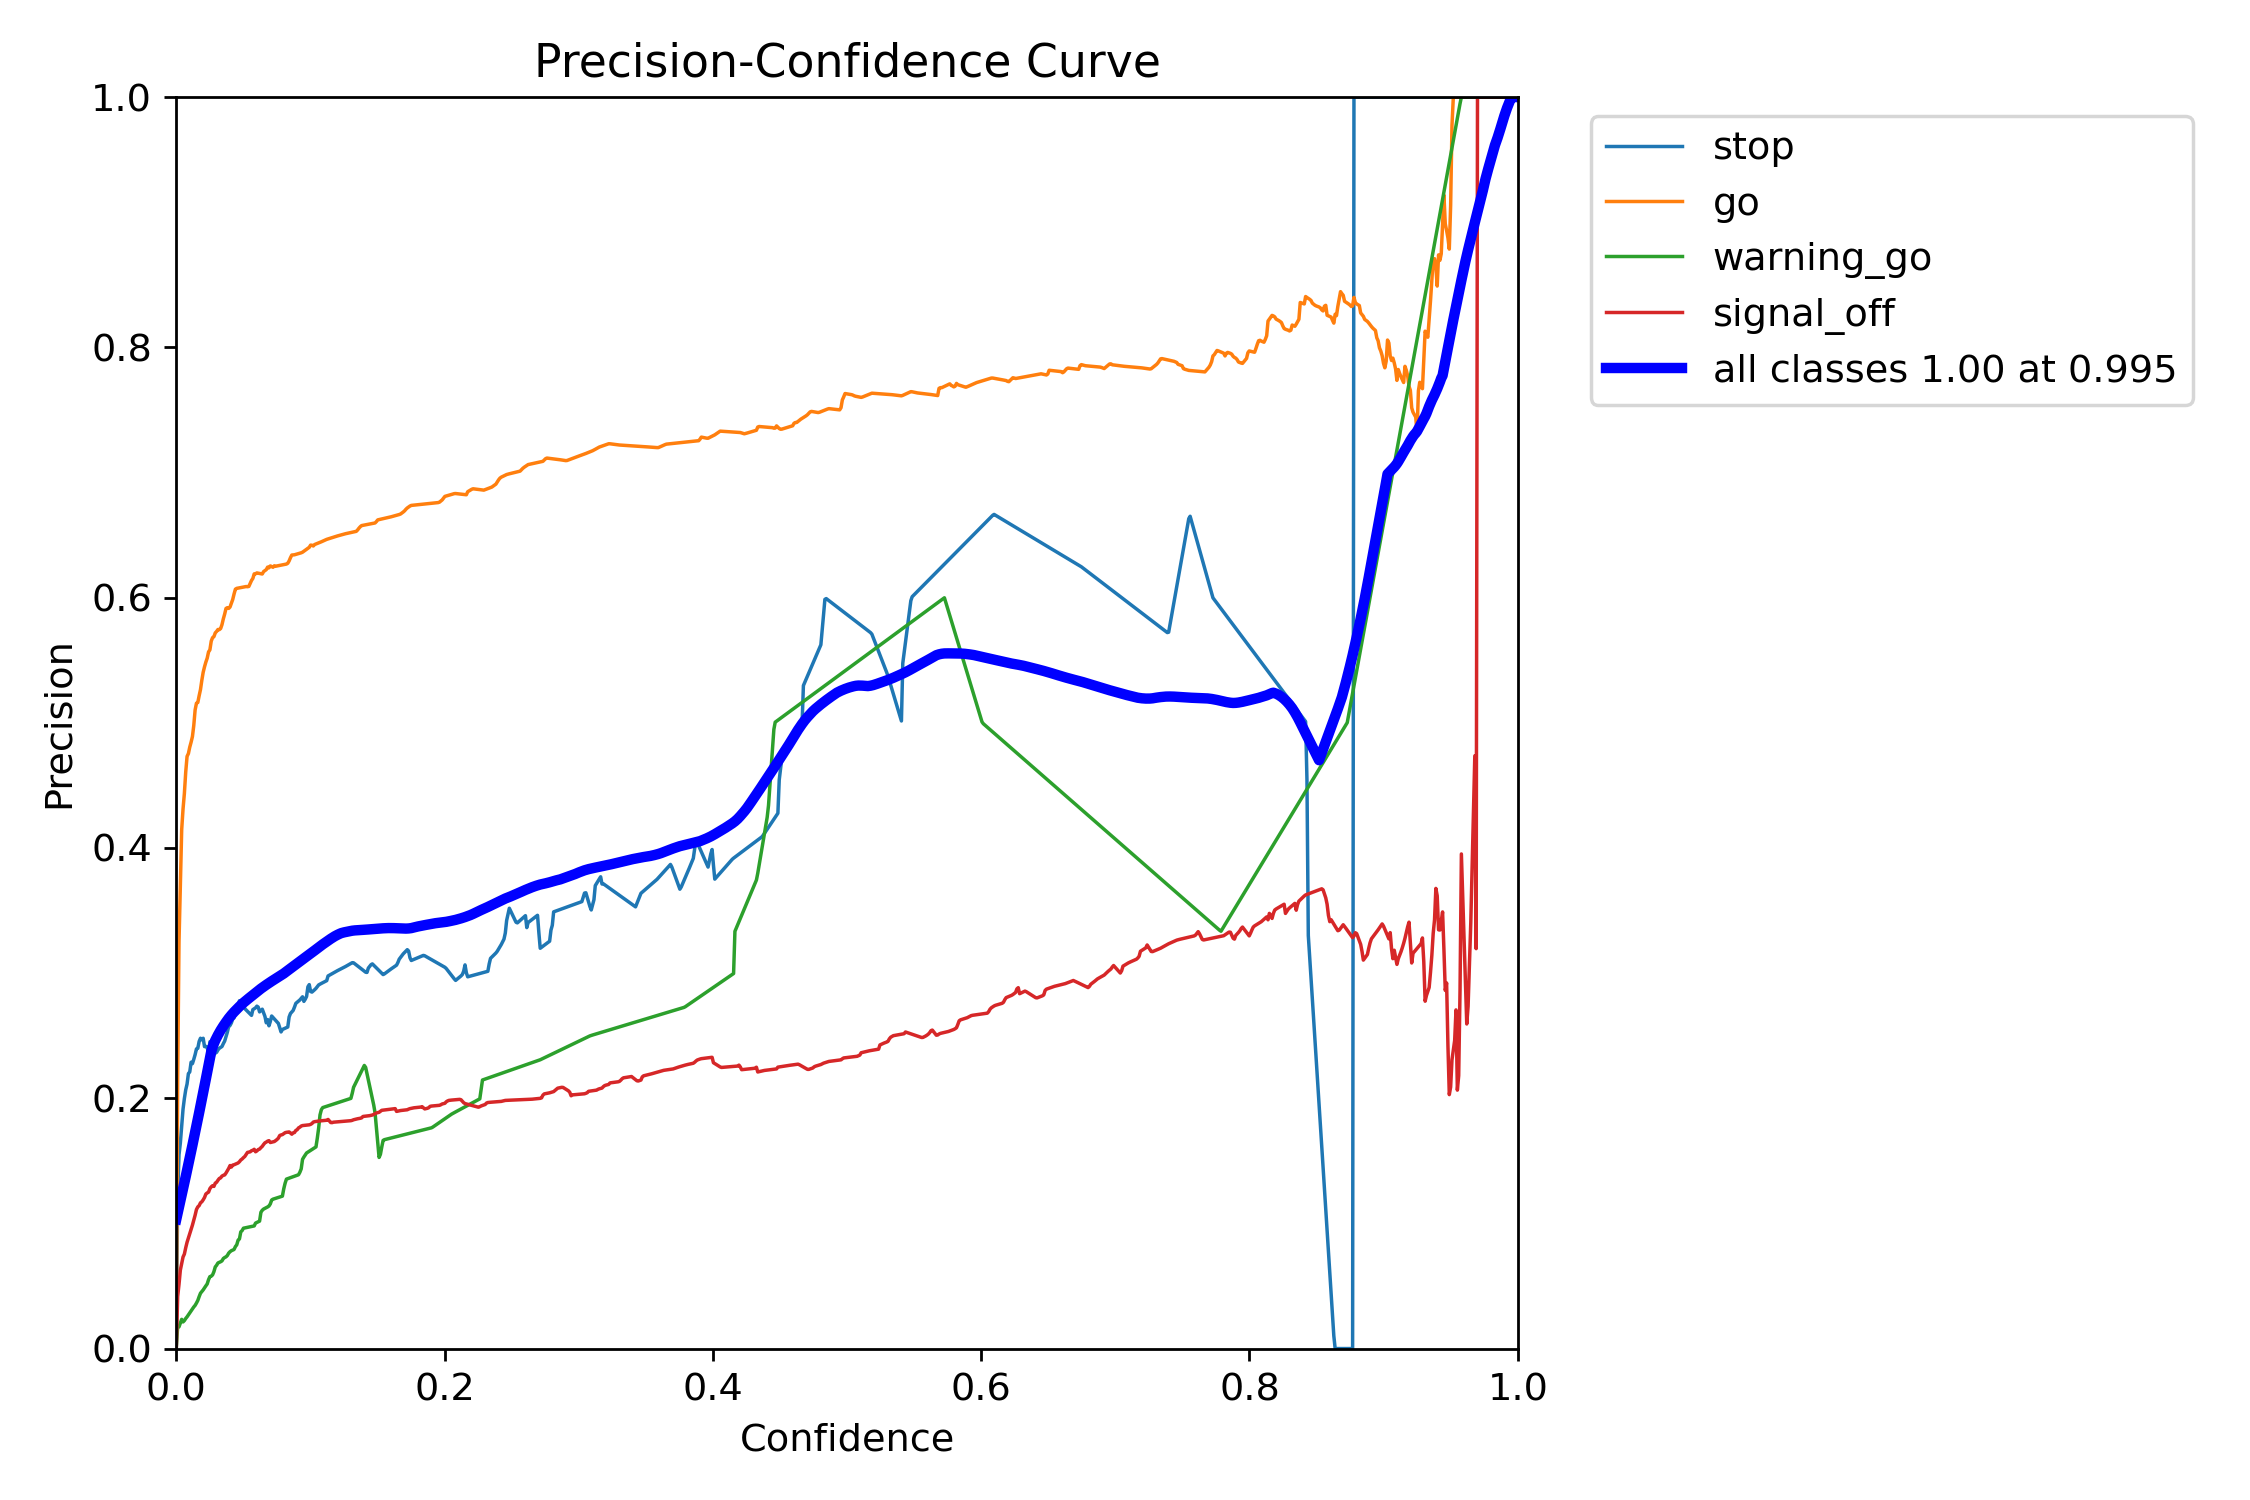 Precision-Confidence Curve
1.0
0.8
0.6
0.4
0.2
0.0
Precision
0.0 0.2 0.4 0.6 0.8 1.0
Confidence
stop
go
warning_go
signal_off
all classes 1.00 at 0.995